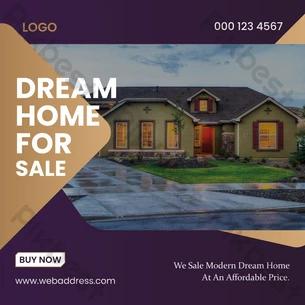 LOGO
000 123 4567
DREAM
HOME
FOR
SALE
BUY NOW
www.webaddress.com
We Sale Modern Dream Home
At An Affordable Price.